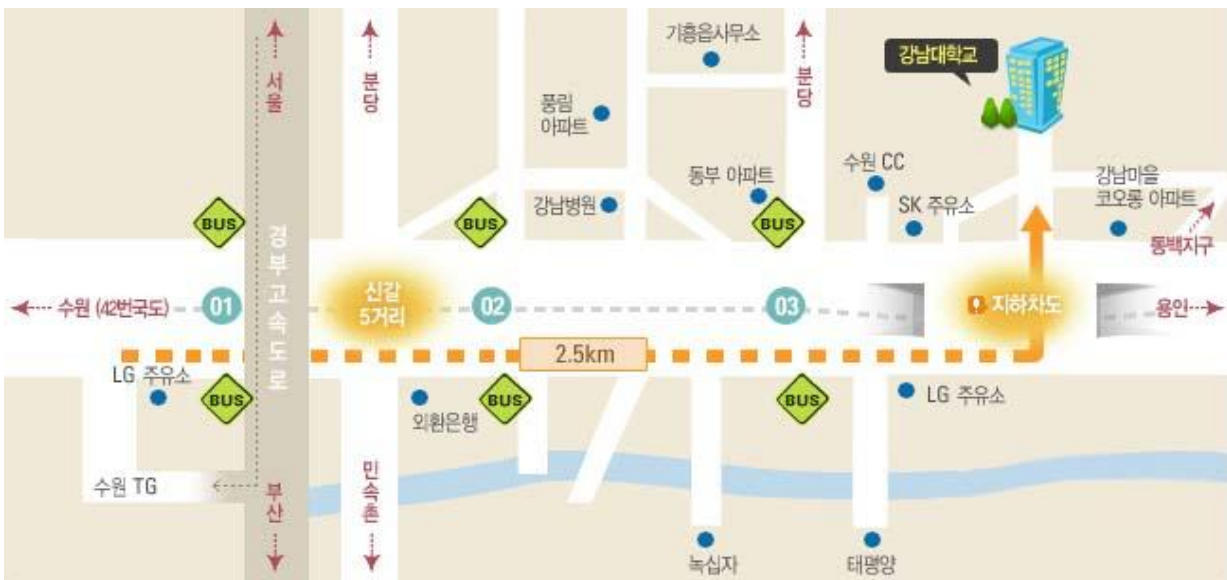 기흥읍사무소
강남대학교
서울
분당
분당
풍림
아파트
동부 아파트
수원 CC
강남마을
코오롱 아파트
강남병원
SK 주유소
BUS
BUS
BUS
동백지구
경부고속도로
수원 (42번국도)
01
신갈
5거리
02
03
지하차도
용인
2.5km
LG 주유소
BUS
외환은행
BUS
BUS
LG 주유소
수원 TG
부산
민속촌
녹십자
태평양